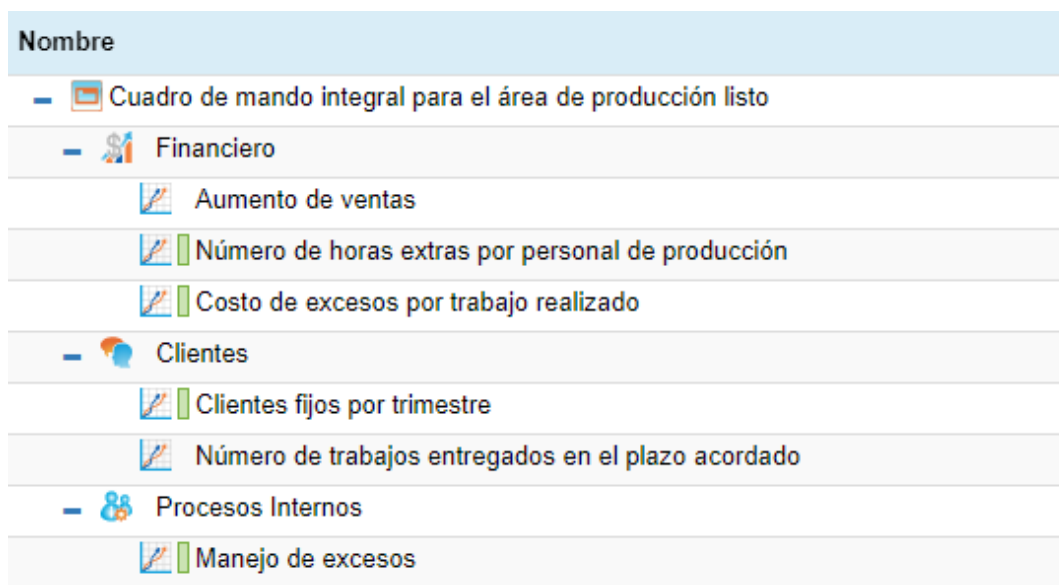 Nombre
Cuadro de mando integral para el área de producción listo
Financiero
Aumento de ventas
Número de horas extras por personal de producción
Costo de excesos por trabajo realizado
Clientes
Clientes fijos por trimestre
Número de trabajos entregados en el plazo acordado
Procesos Internos
Manejo de excesos